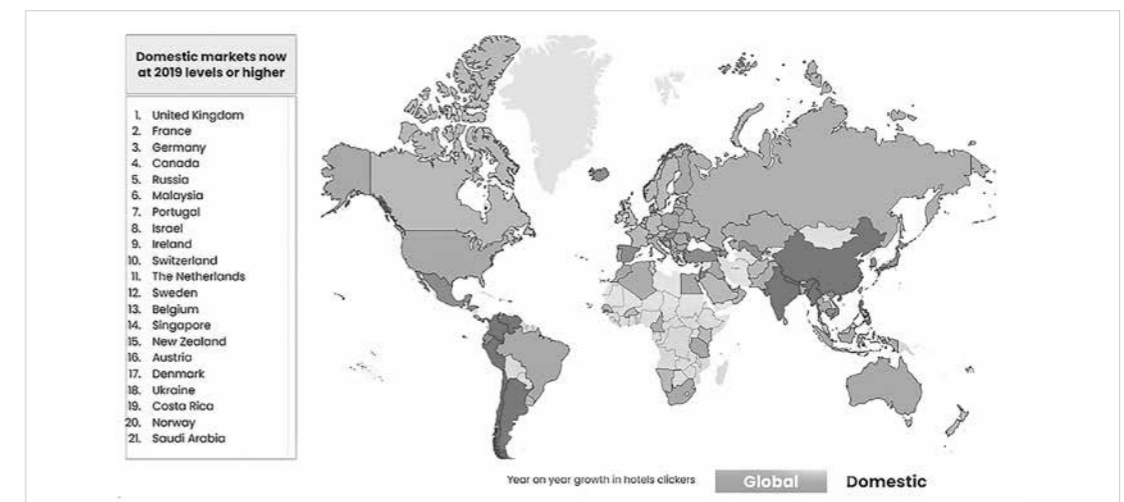 Domestic markets now
at 2019 levels or higher
1. United Kingdom
2. France
3. Germany
4. Canada
5. Russia
6. Malaysia
7. Portugal
8. Israel
9. Ireland
10. Switzerland
11. The Netherlands
12. Sweden
13. Belgium
14. Singapore
15. New Zealand
16. Austria
17. Denmark
18. Ukraine
19. Costa Rica
20. Norway
21. Saudi Arabia
Year on year growth in hotels clickers Global Domestic